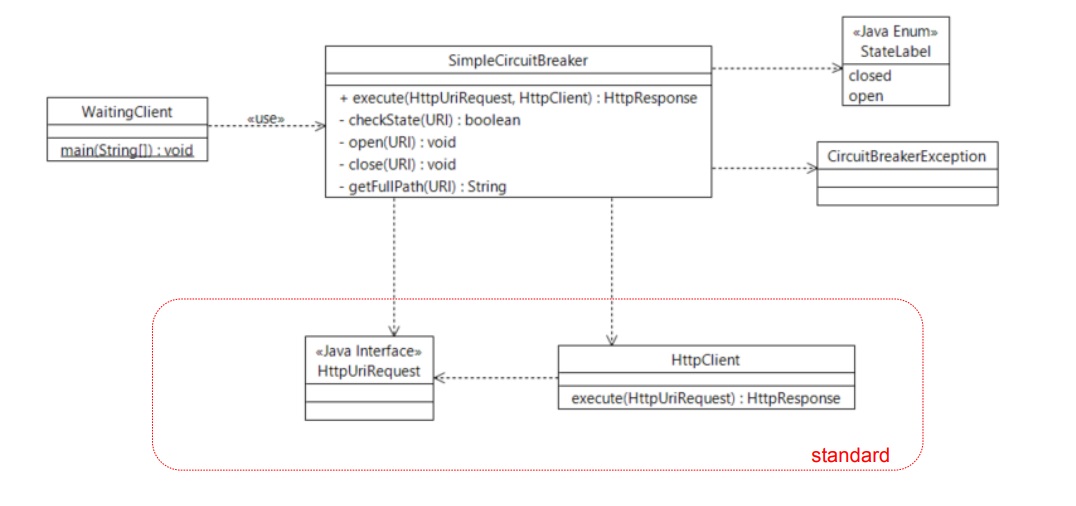 «Java Enum»
StateLabel
closed
open
SimpleCircuitBreaker
+ execute(HttpUriRequest, HttpClient) : HttpResponse
- checkState(URI) : boolean
- open(URI) : void
- close(URI) : void
- getFullPath(URI) : String
WaitingClient
main(String[]) : void
«use»
CircuitBreakerException
«Java Interface»
HttpUriRequest
HttpClient
execute(HttpUriRequest) : HttpResponse
standard